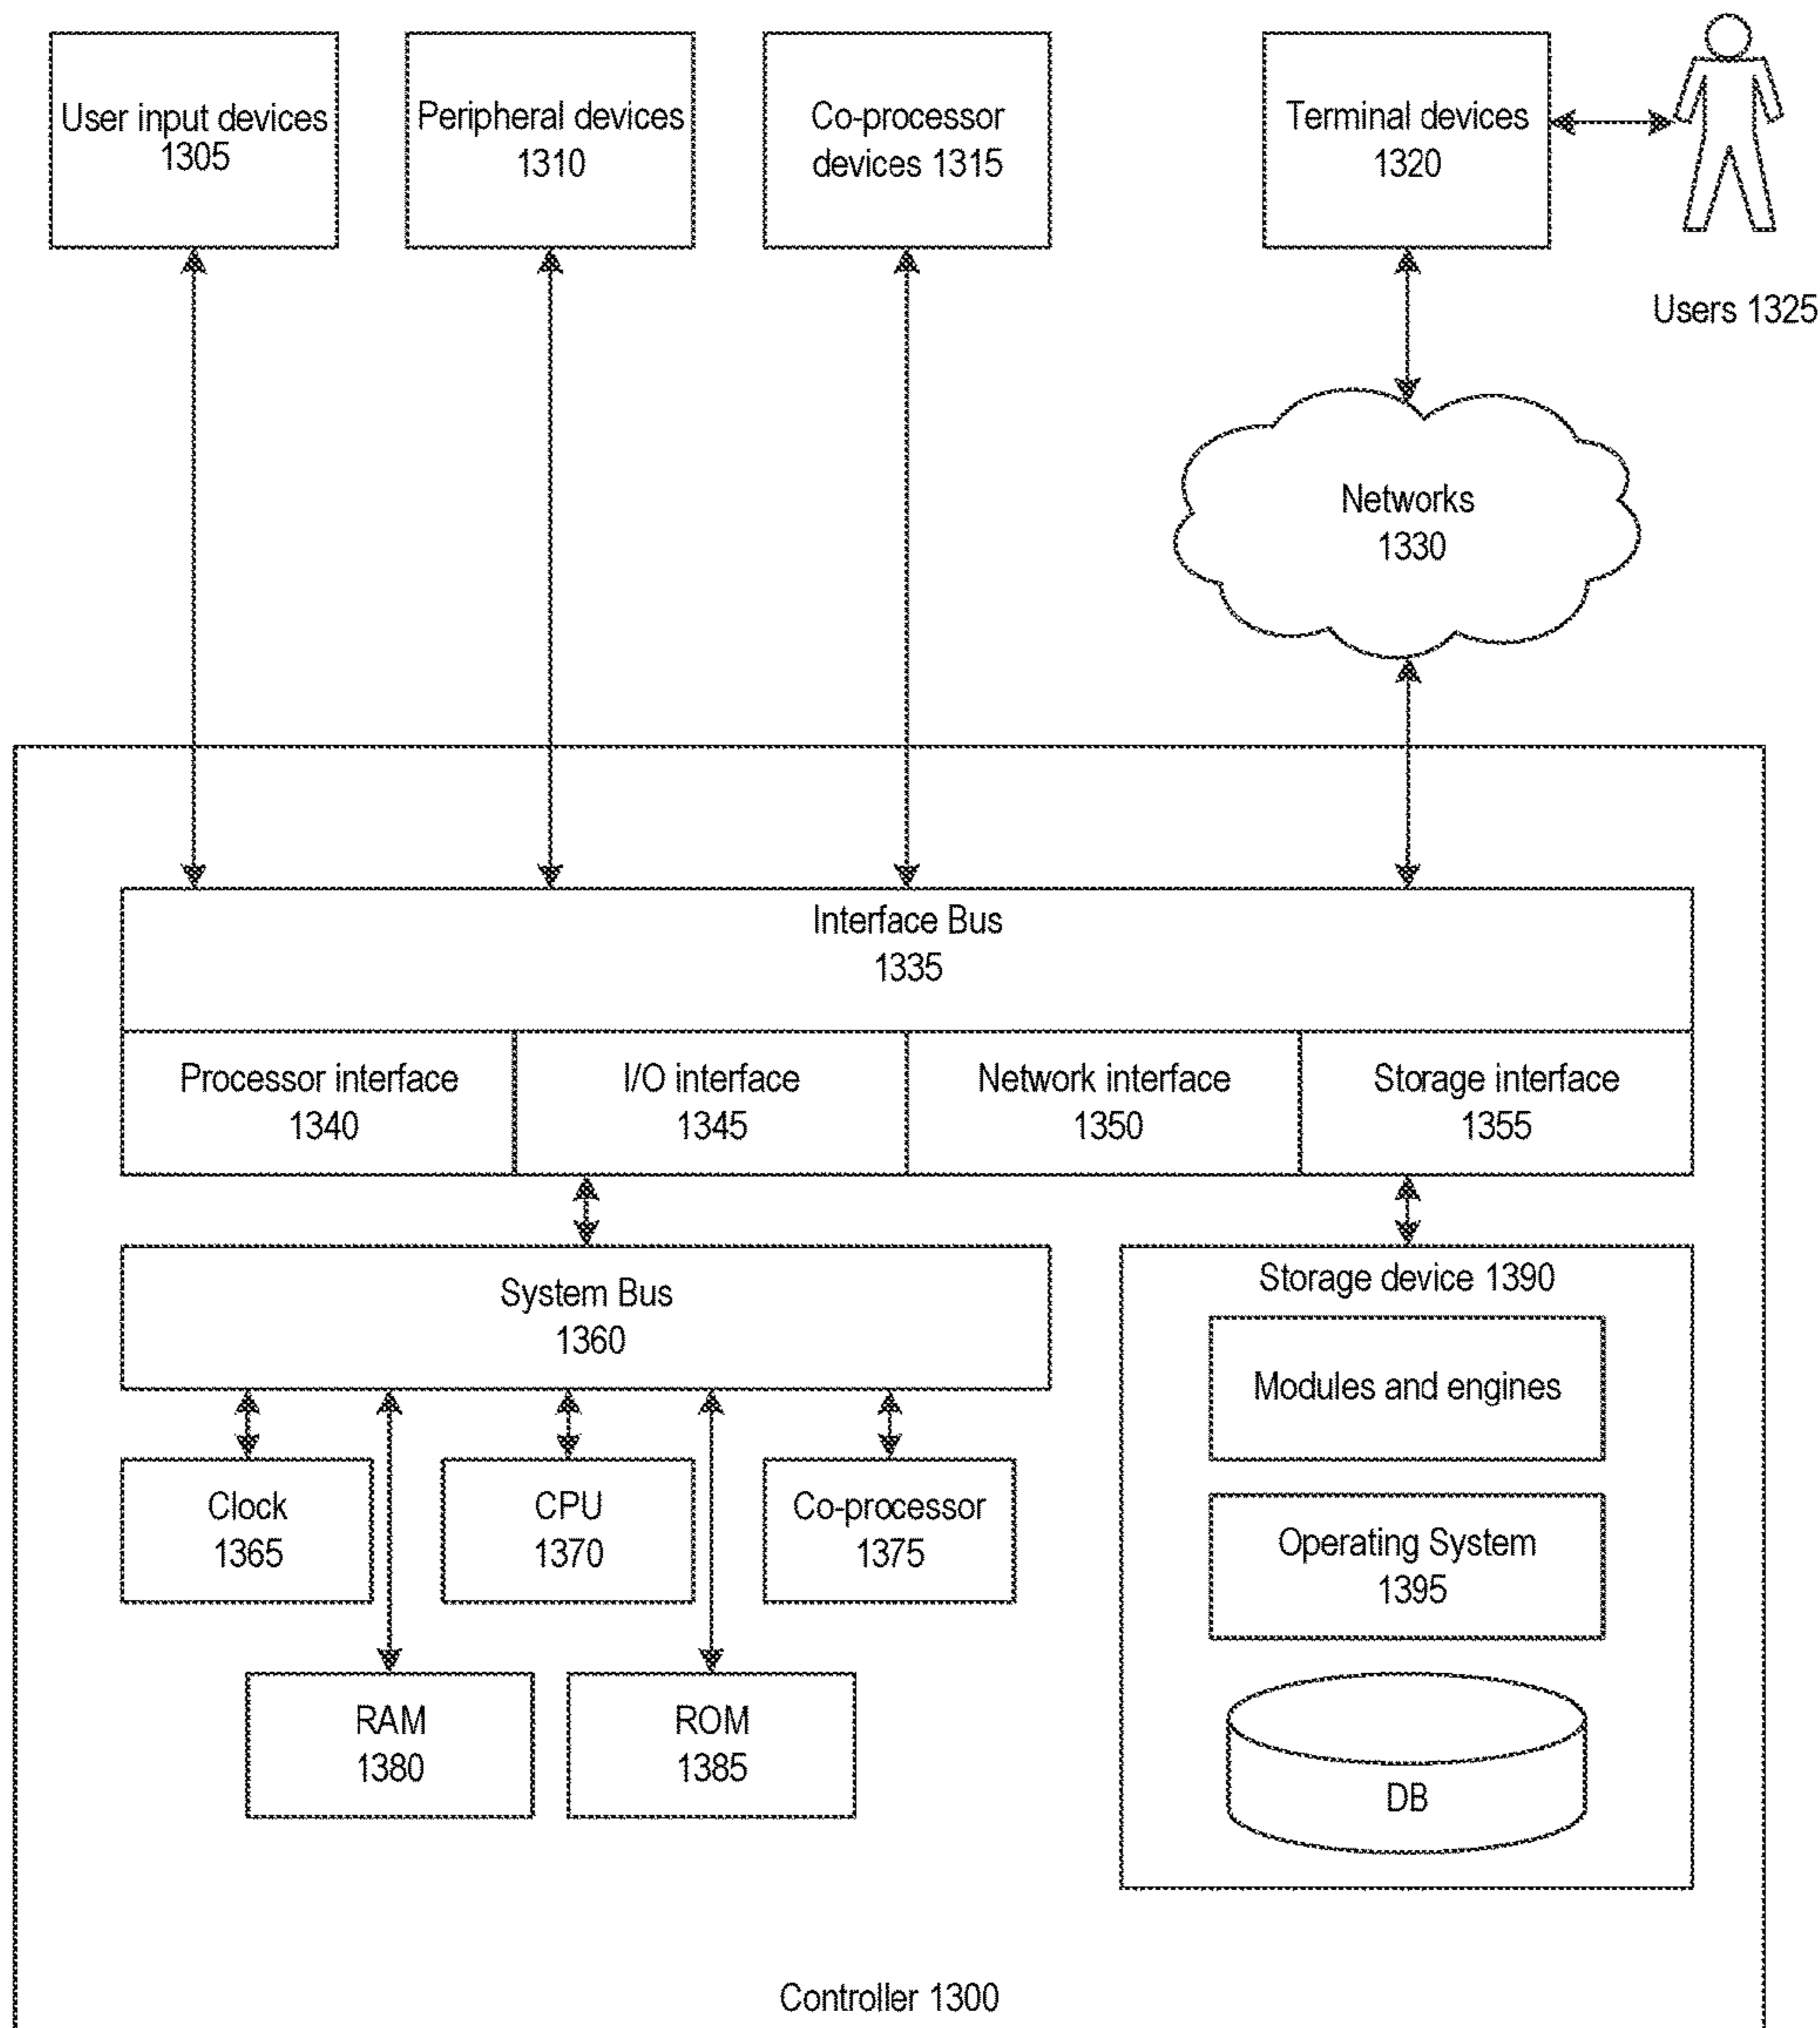 User input devices
1305
Peripheral devices
1310
Co-processor
devices 1315
Terminal devices
1320
Users 1325
Networks
1330
Interface Bus
1335
Processor interface
1340
I/O interface
1345
Network interface
1350
Storage interface
1355
System Bus
1360
Storage device 1390
Modules and engines
Clock
1365
CPU
1370
Co-processor
1375
Operating System
1395
RAM
1380
ROM
1385
DB
Controller 1300